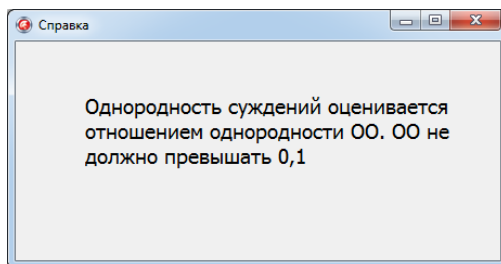 Справка
Однородность суждений оценивается
отношением однородности ОО. ОО не
должно превышать 0,1